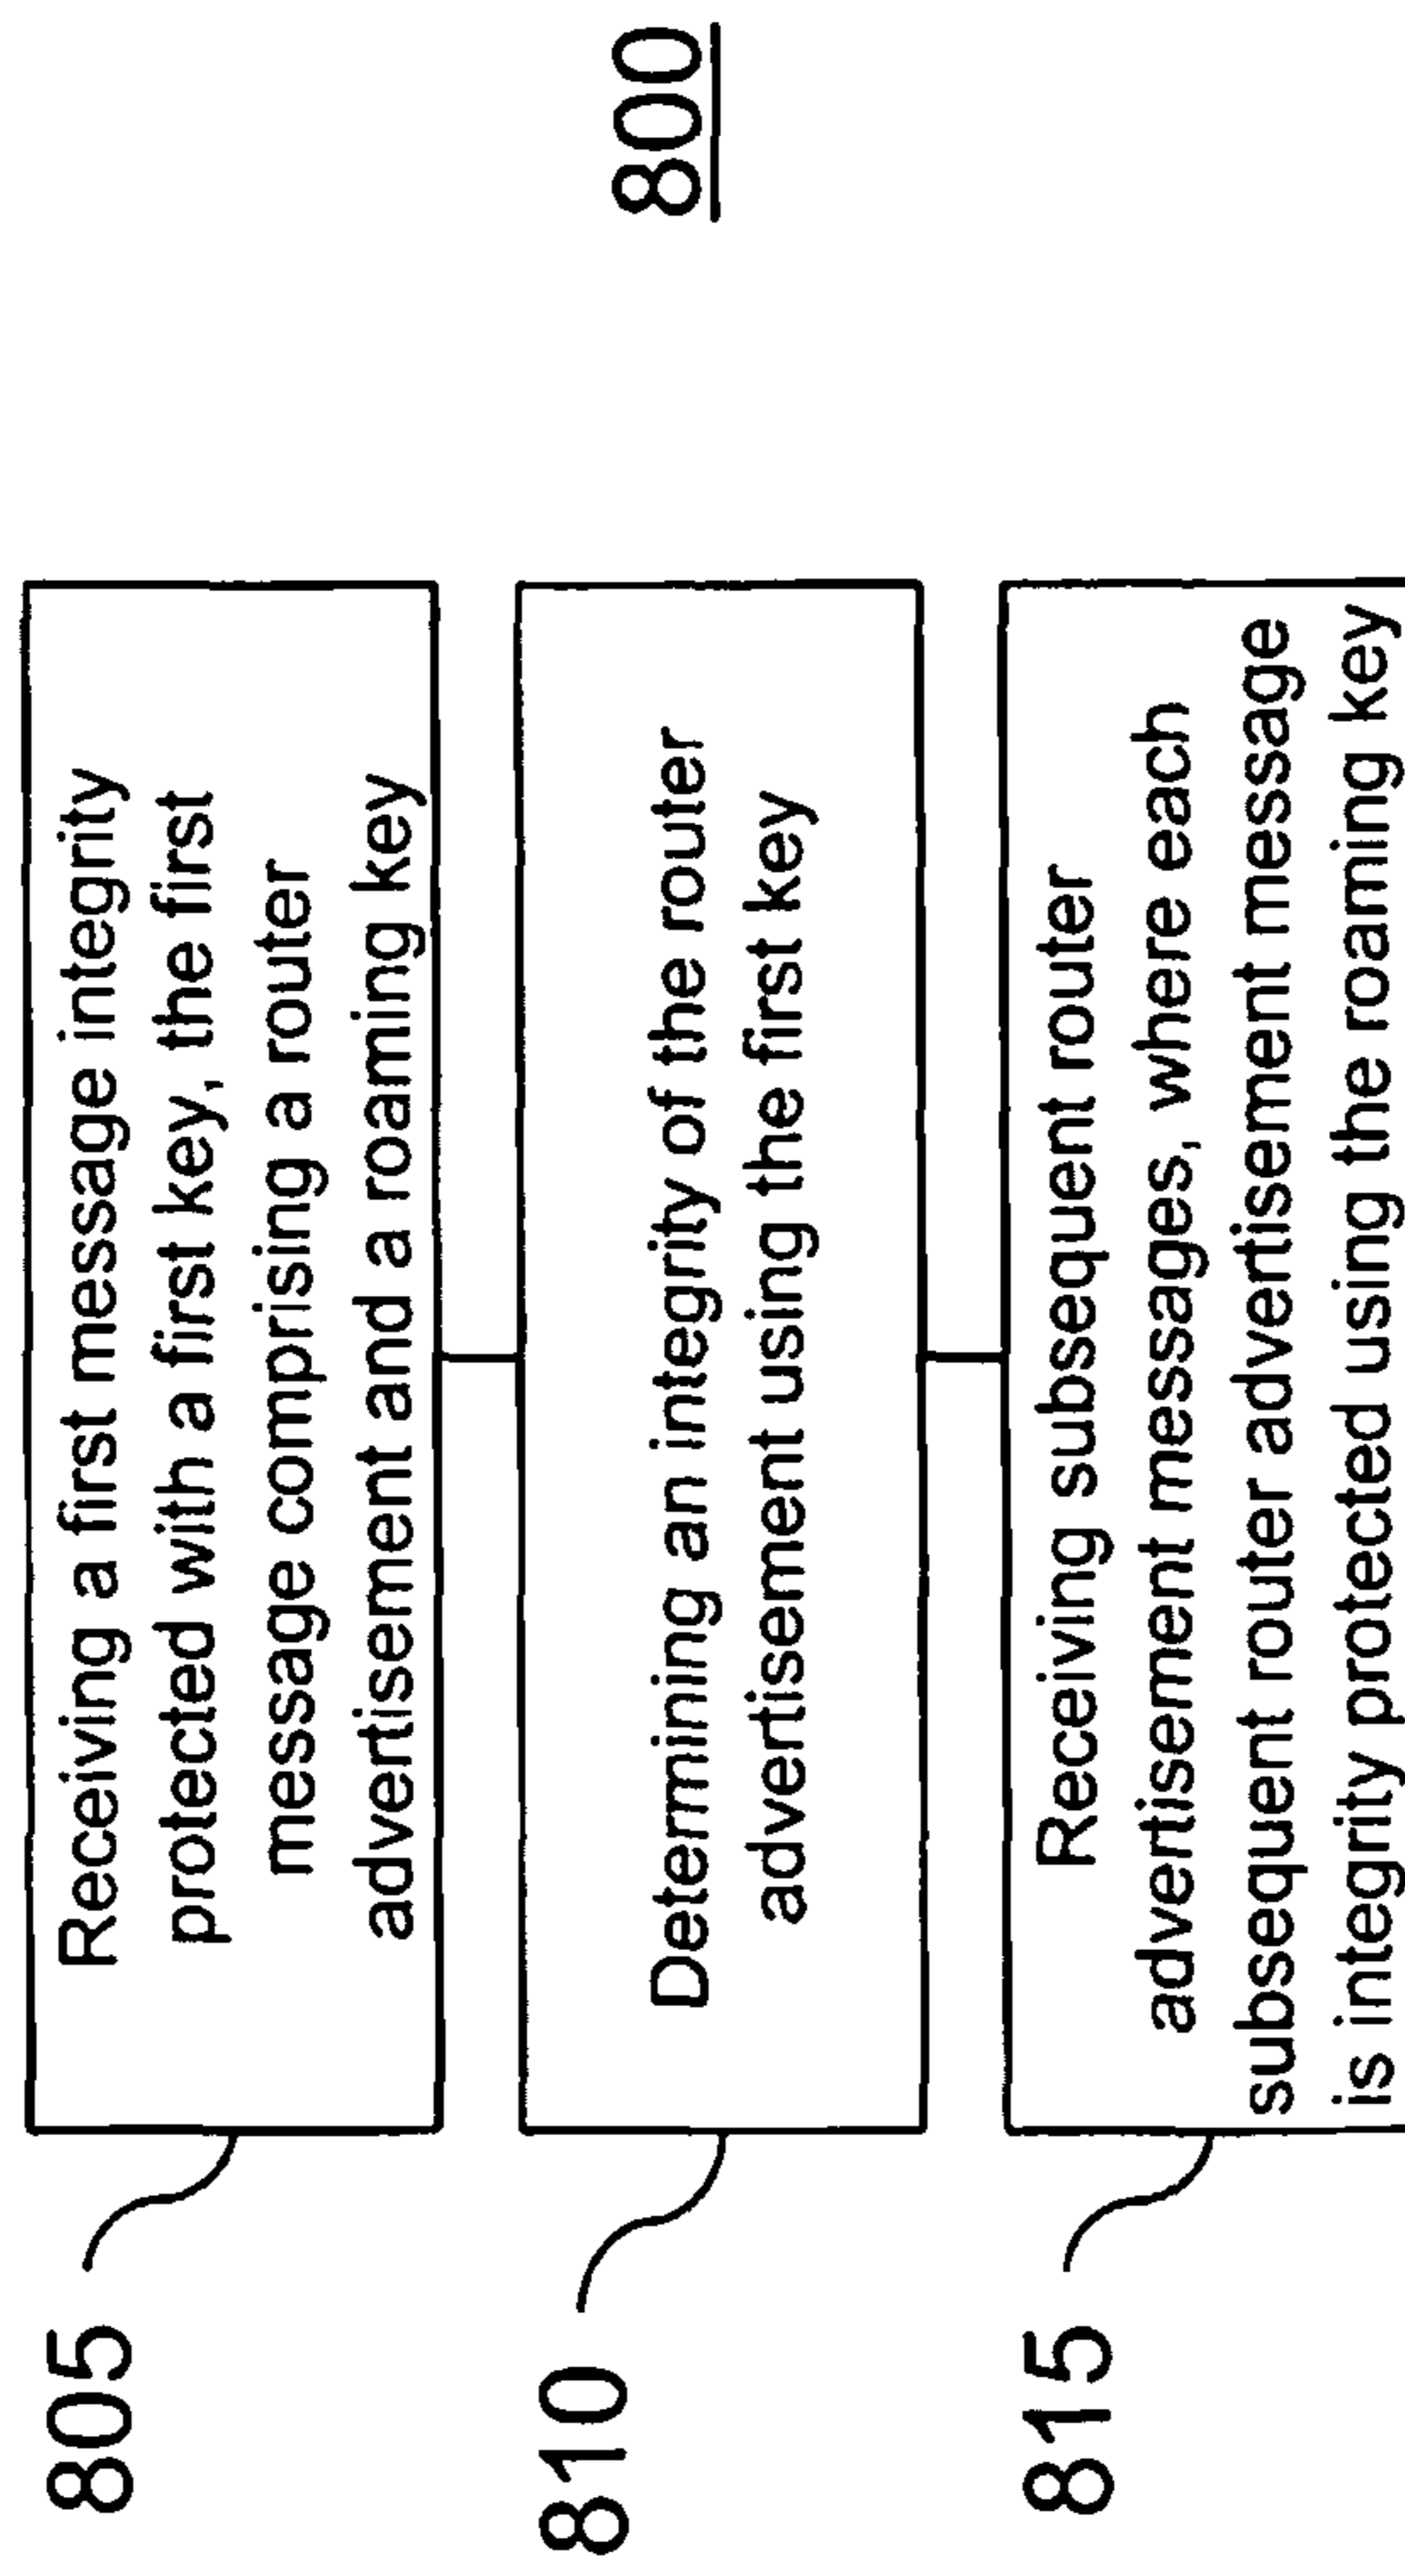 800
805
Receiving a first message integrity
protected with a first key, the first
message comprising a router
advertisement and a roaming key
810
Determining an integrity of the router
advertisement using the first key
815
Receiving subsequent router
advertisement messages, where each
subsequent router advertisement message
is integrity protected using the roaming key